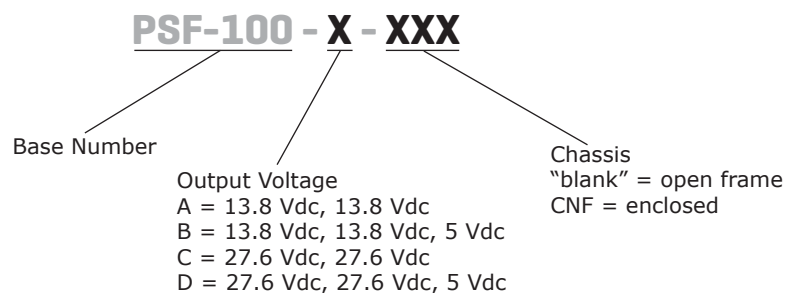 PSF-100 - X - XXX
Base Number
Output Voltage
A = 13.8 Vdc, 13.8 Vdc
B = 13.8 Vdc, 13.8 Vdc, 5 Vdc
C = 27.6 Vdc, 27.6 Vdc
D = 27.6 Vdc, 27.6 Vdc, 5 Vdc
Chassis
“blank” = open frame
CNF = enclosed